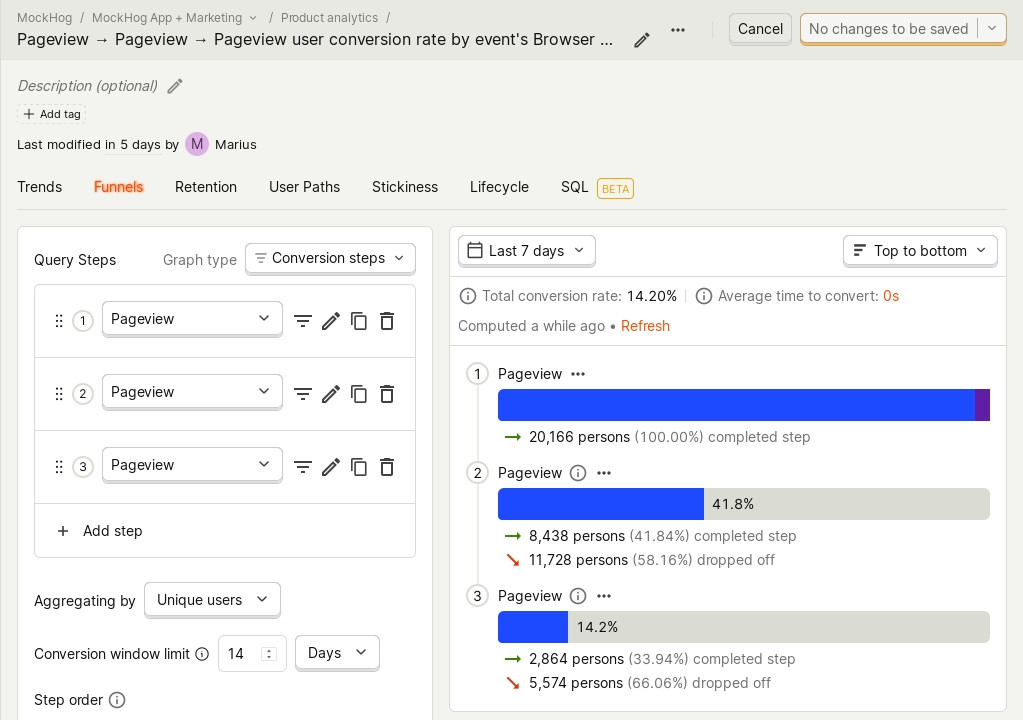 MockHog / MockHog App + Marketing / Product analytics /
Pageview → Pageview → Pageview user conversion rate by event's Browser ...
Cancel
No changes to be saved
Description (optional)
+ Add tag
Last modified in 5 days by M Marius
Trends Funnels Retention User Paths Stickiness Lifecycle SQL BETA
Query Steps Graph type Conversion steps
1 Pageview
2 Pageview
3 Pageview
+ Add step
Aggregating by Unique users
Conversion window limit 14 Days
Step order
Last 7 days Top to bottom
Total conversion rate: 14.20% Average time to convert: 0s
Computed a while ago • Refresh
1 Pageview
→ 20,166 persons (100.00%) completed step
2 Pageview
41.8%
→ 8,438 persons (41.84%) completed step
↘ 11,728 persons (58.16%) dropped off
3 Pageview
14.2%
→ 2,864 persons (33.94%) completed step
↘ 5,574 persons (66.06%) dropped off